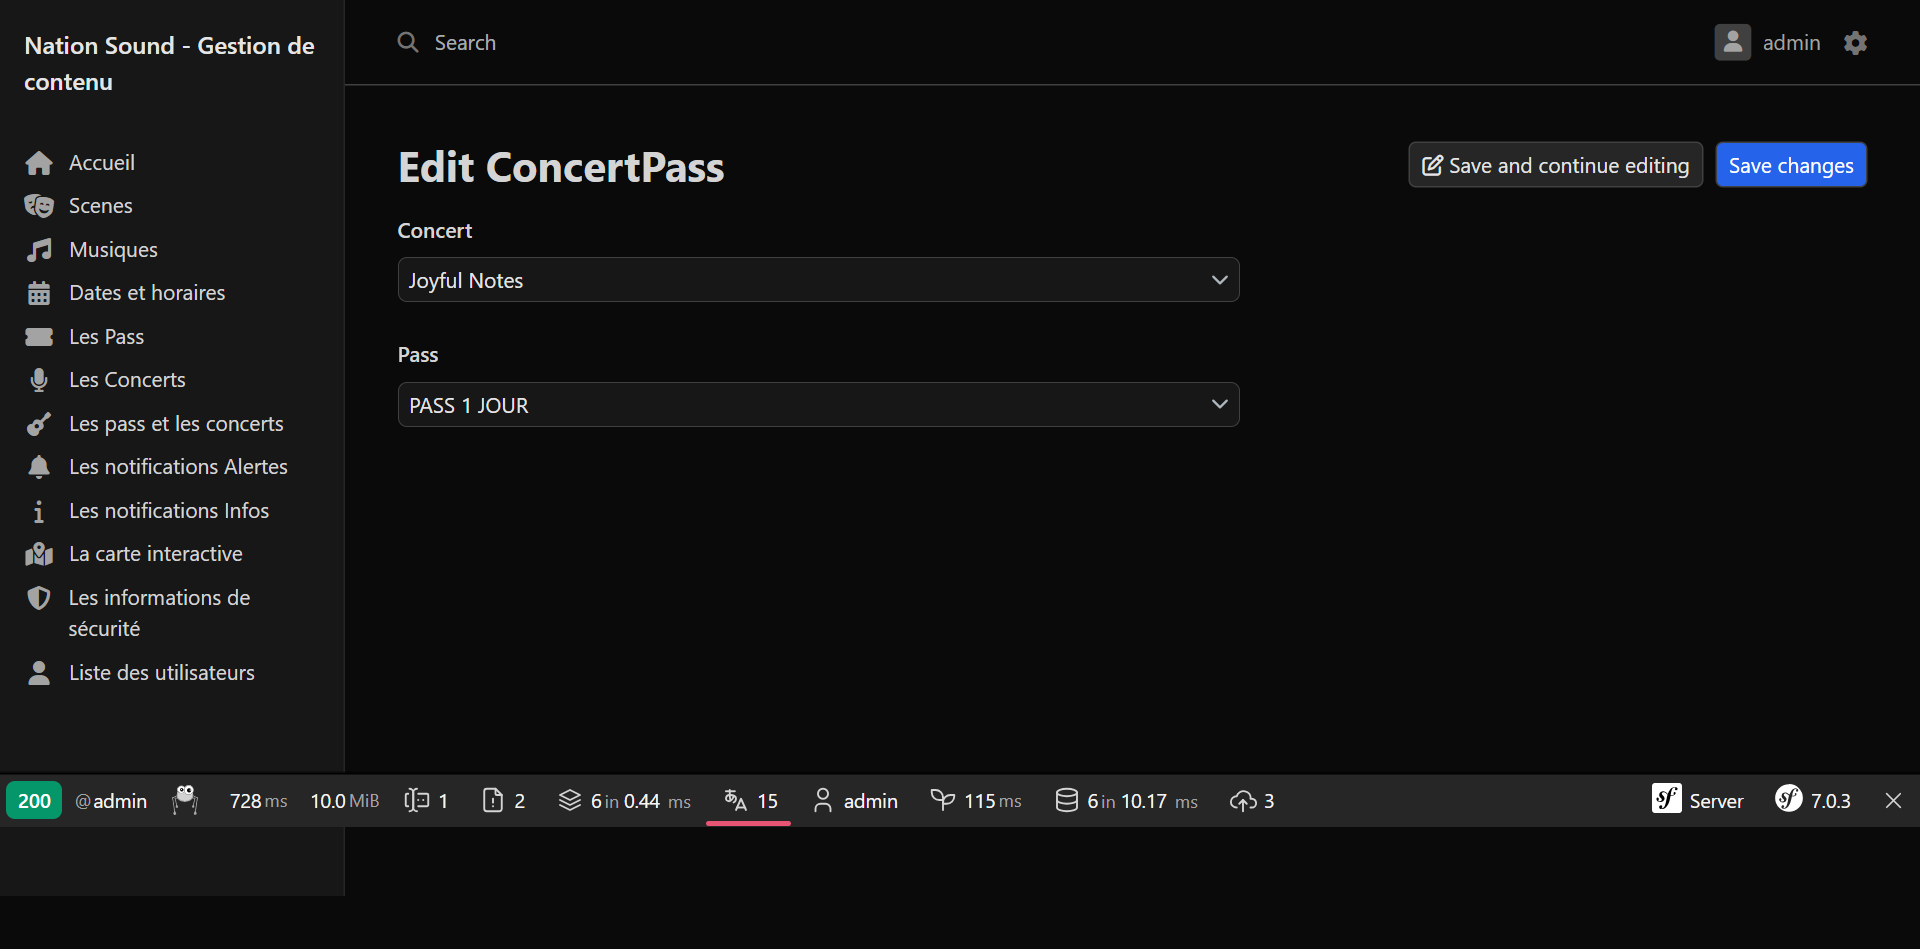 Nation Sound - Gestion de
contenu
Accueil
Scenes
Musiques
Dates et horaires
Les Pass
Les Concerts
Les pass et les concerts
Les notifications Alertes
Les notifications Infos
La carte interactive
Les informations de
sécurité
Liste des utilisateurs
Search
admin
Edit ConcertPass
Save and continue editing
Save changes
Concert
Joyful Notes
Pass
PASS 1 JOUR
200 @admin 728 ms 10.0 MiB 1 2 6 in 0.44 ms 15 admin 115 ms 6 in 10.17 ms 3 Server 7.0.3